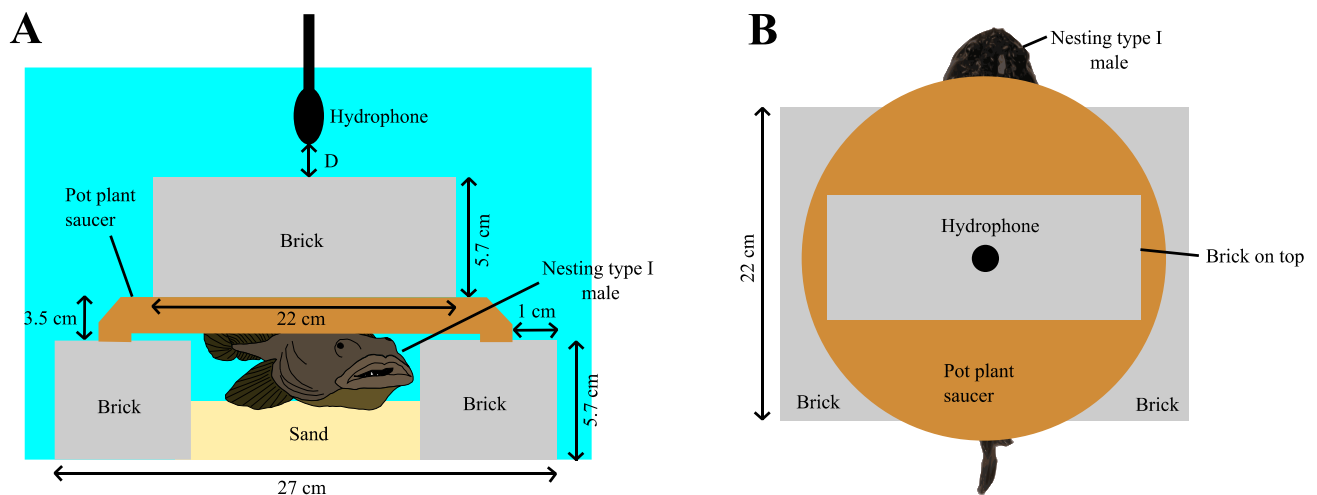 A
Hydrophone
D
Pot plant
saucer
Brick
5.7 cm
Nesting type I
male
3.5 cm
22 cm
1 cm
Brick
Brick
5.7 cm
Sand
27 cm
B
Nesting type I
male
22 cm
Hydrophone
Brick on top
Pot plant
saucer
Brick
Brick